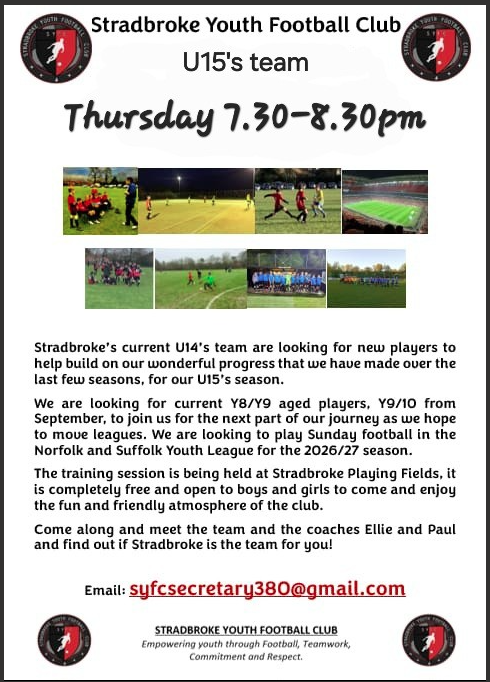 Stradbroke Youth Football Club
U15's team
Thursday 7.30-8.30pm
Stradbroke's current U14's team are looking for new players to
help build on our wonderful progress that we have made over the
last few seasons, for our U15's season.
We are looking for current Y8/Y9 aged players, Y9/10 from
September, to join us for the next part of our journey as we hope
to move leagues. We are looking to play Sunday football in the
Norfolk and Suffolk Youth League for the 2026/27 season.
The training session is being held at Stradbroke Playing Fields, it
is completely free and open to boys and girls to come and enjoy
the fun and friendly atmosphere of the club.
Come along and meet the team and the coaches Ellie and Paul
and find out if Stradbroke is the team for you!
Email: syfcsecretary380@gmail.com
STRADBROKE YOUTH FOOTBALL CLUB
Empowering youth through Football, Teamwork,
Commitment and Respect.